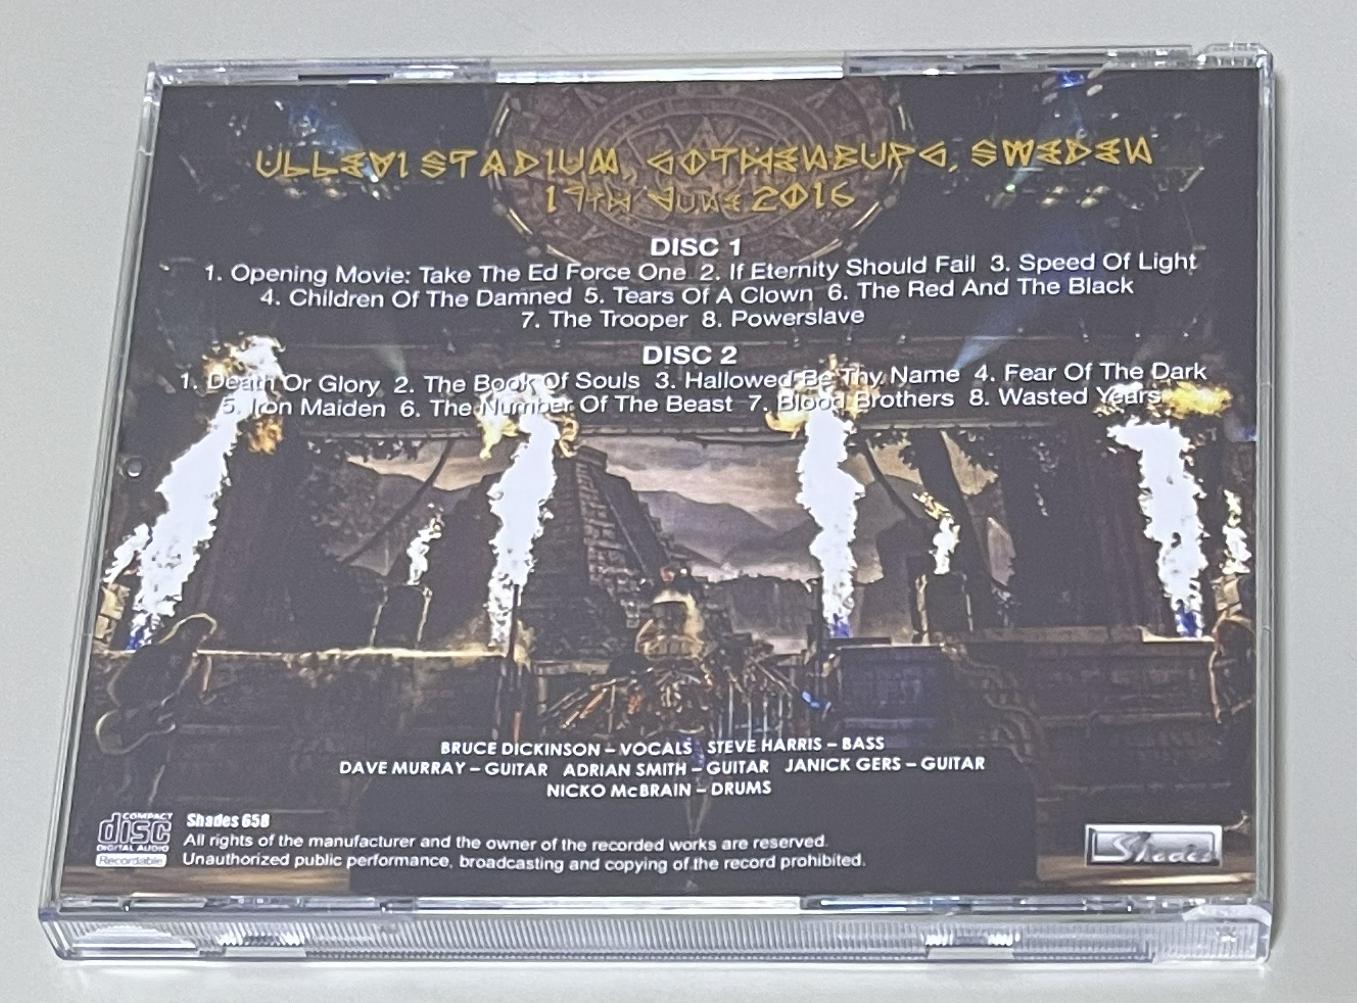 ULLEVI STADIUM, GOTHENBURG, SWEDEN
19TH JUNE 2016
DISC 1
1. Opening Movie: Take The Ed Force One 2. If Eternity Should Fail 3. Speed Of Light
4. Children Of The Damned 5. Tears Of A Clown 6. The Red And The Black
7. The Trooper 8. Powerslave
DISC 2
1. Death Or Glory 2. The Book Of Souls 3. Hallowed Be Thy Name 4. Fear Of The Dark
5. Iron Maiden 6. The Number Of The Beast 7. Blood Brothers 8. Wasted Years
BRUCE DICKINSON – VOCALS STEVE HARRIS – BASS
DAVE MURRAY – GUITAR ADRIAN SMITH – GUITAR JANICK GERS – GUITAR
NICKO McBRAIN – DRUMS
COMPACT
disc
DIGITAL AUDIO
Recordable
Shades 658
All rights of the manufacturer and the owner of the recorded works are reserved.
Unauthorized public performance, broadcasting and copying of the record prohibited.
Shades